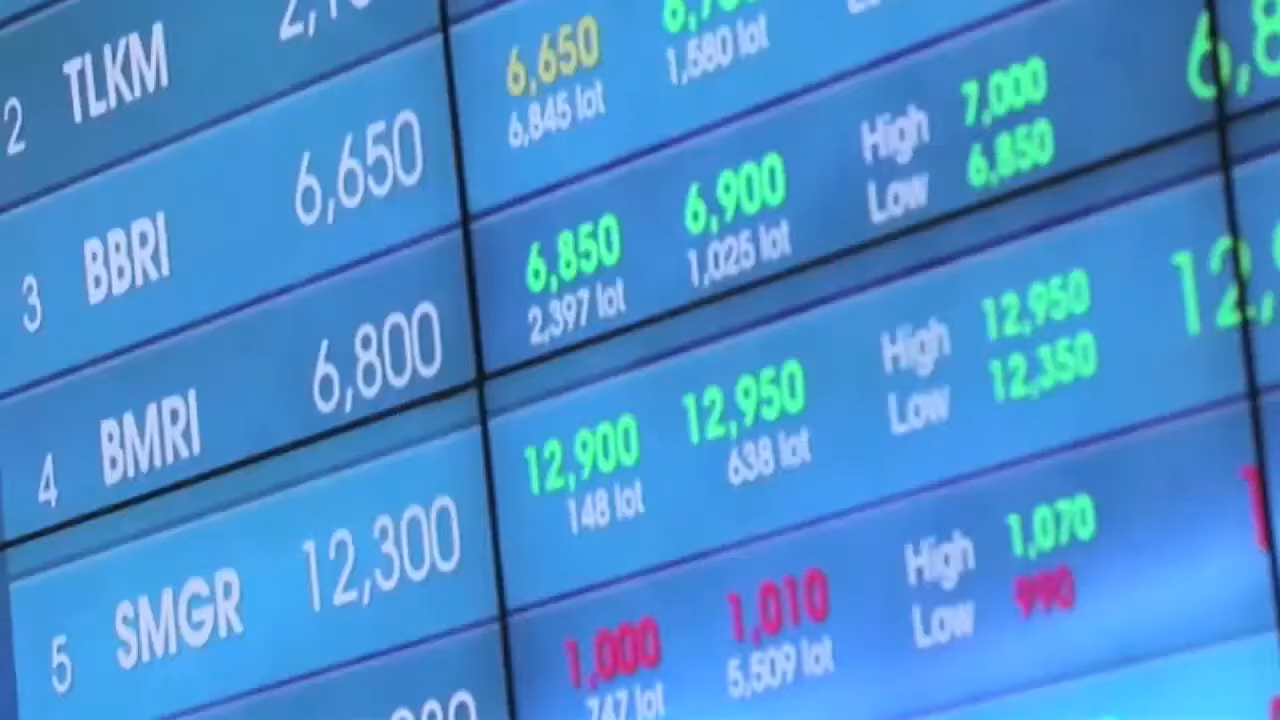 2 TLKM
3 BBRI 6,650 6,650
6,845 lot 1,580 lot
4 BMRI 6,800 6,850 6,900 High 7,000
2,397 lot 1,025 lot Low 6,850
5 SMGR 12,300 12,900 12,950 High 12,950
148 lot 638 lot Low 12,350
1,000 1,010 High 1,070
747 lot 5,509 lot Low 990